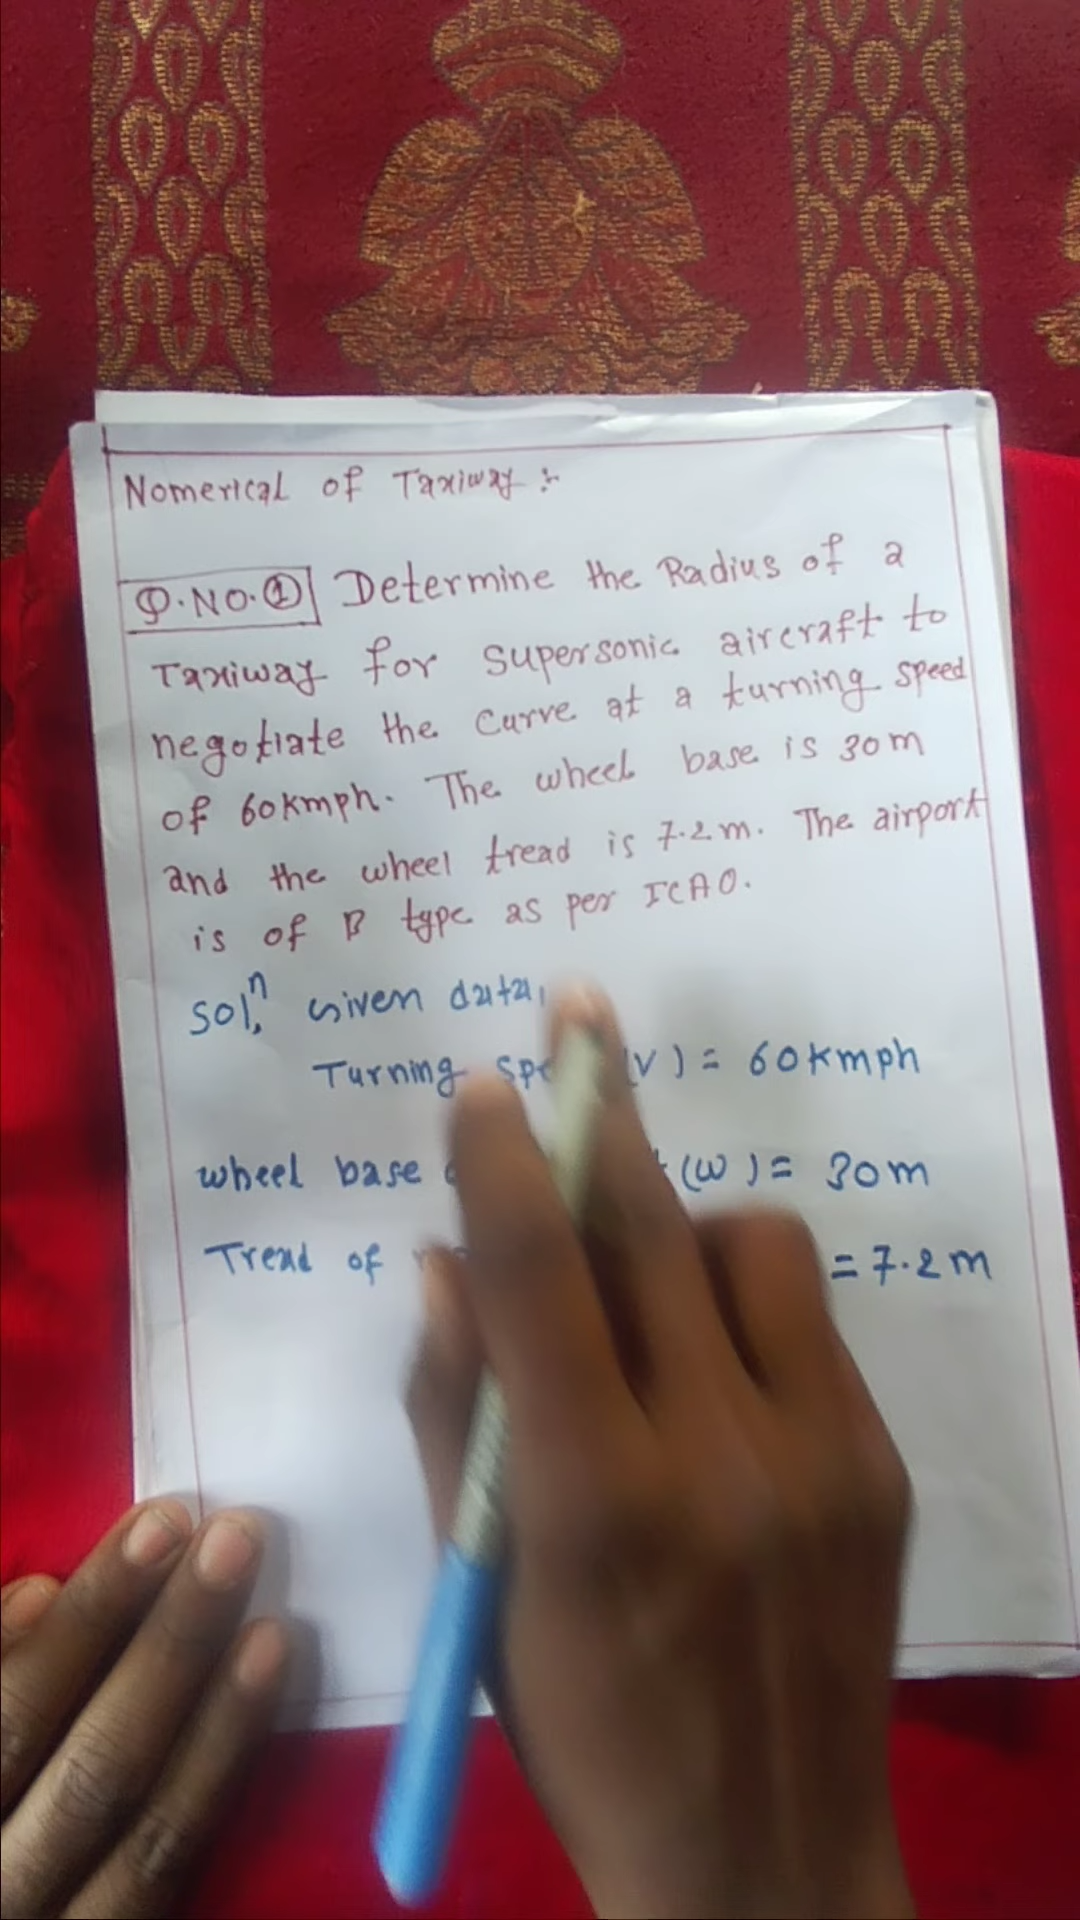 Nomerical of Taxiway :-
Q.NO.① Determine the Radius of a
Taxiway for supersonic aircraft to
negotiate the curve at a turning speed
of 60kmph. The wheel base is 30m
and the wheel tread is 7.2m. The airport
is of B type as per ICAO.
Solⁿ, Given data,
Turning (V) = 60kmph
wheel base (W) = 30m
Tread of = 7.2m